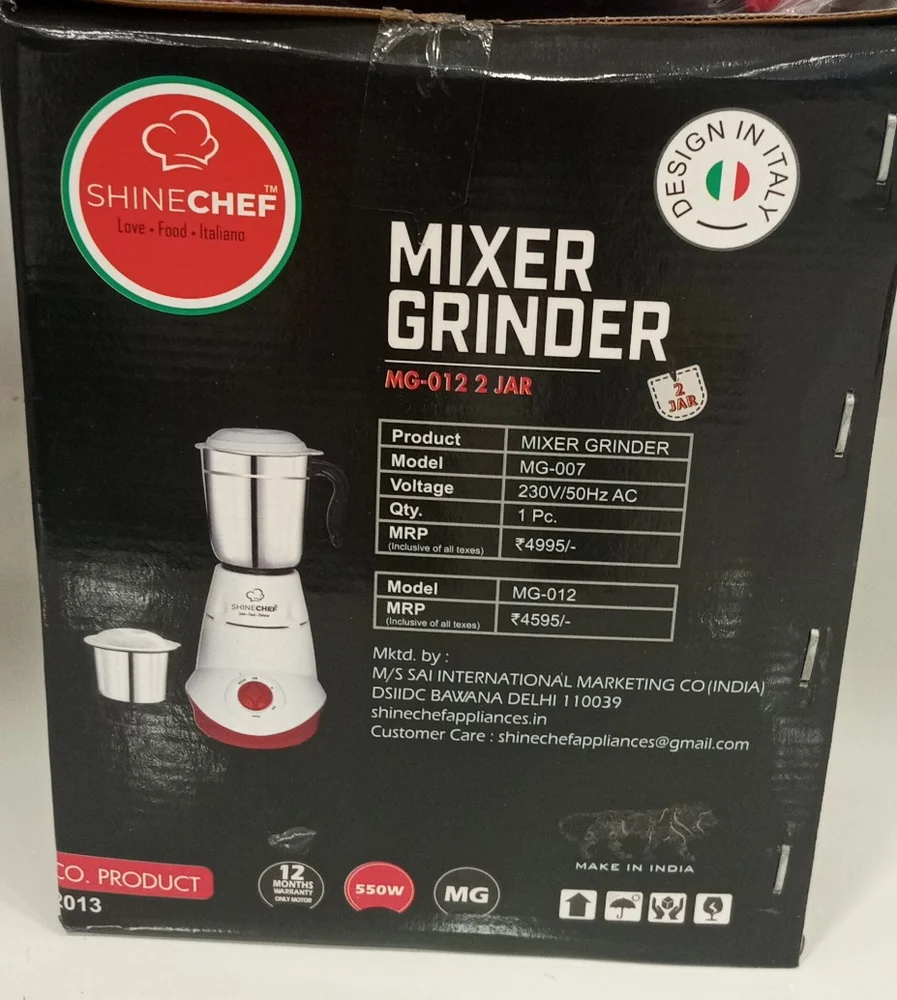 SHINECHEF™
Love • Food • Italiano
DESIGN IN ITALY
MIXER
GRINDER
MG-012 2 JAR
2
JAR
Product MIXER GRINDER
Model MG-007
Voltage 230V/50Hz AC
Qty. 1 Pc.
MRP
(Inclusive of all texes) ₹4995/-
Model MG-012
MRP
(Inclusive of all texes) ₹4595/-
SHINECHEF
Mktd. by :
M/S SAI INTERNATIONAL MARKETING CO (INDIA)
DSIIDC BAWANA DELHI 110039
shinechefappliances.in
Customer Care : shinechefappliances@gmail.com
CO. PRODUCT
2013
12
MONTHS
WARRANTY
ONLY MOTOR
550W
MG
MAKE IN INDIA